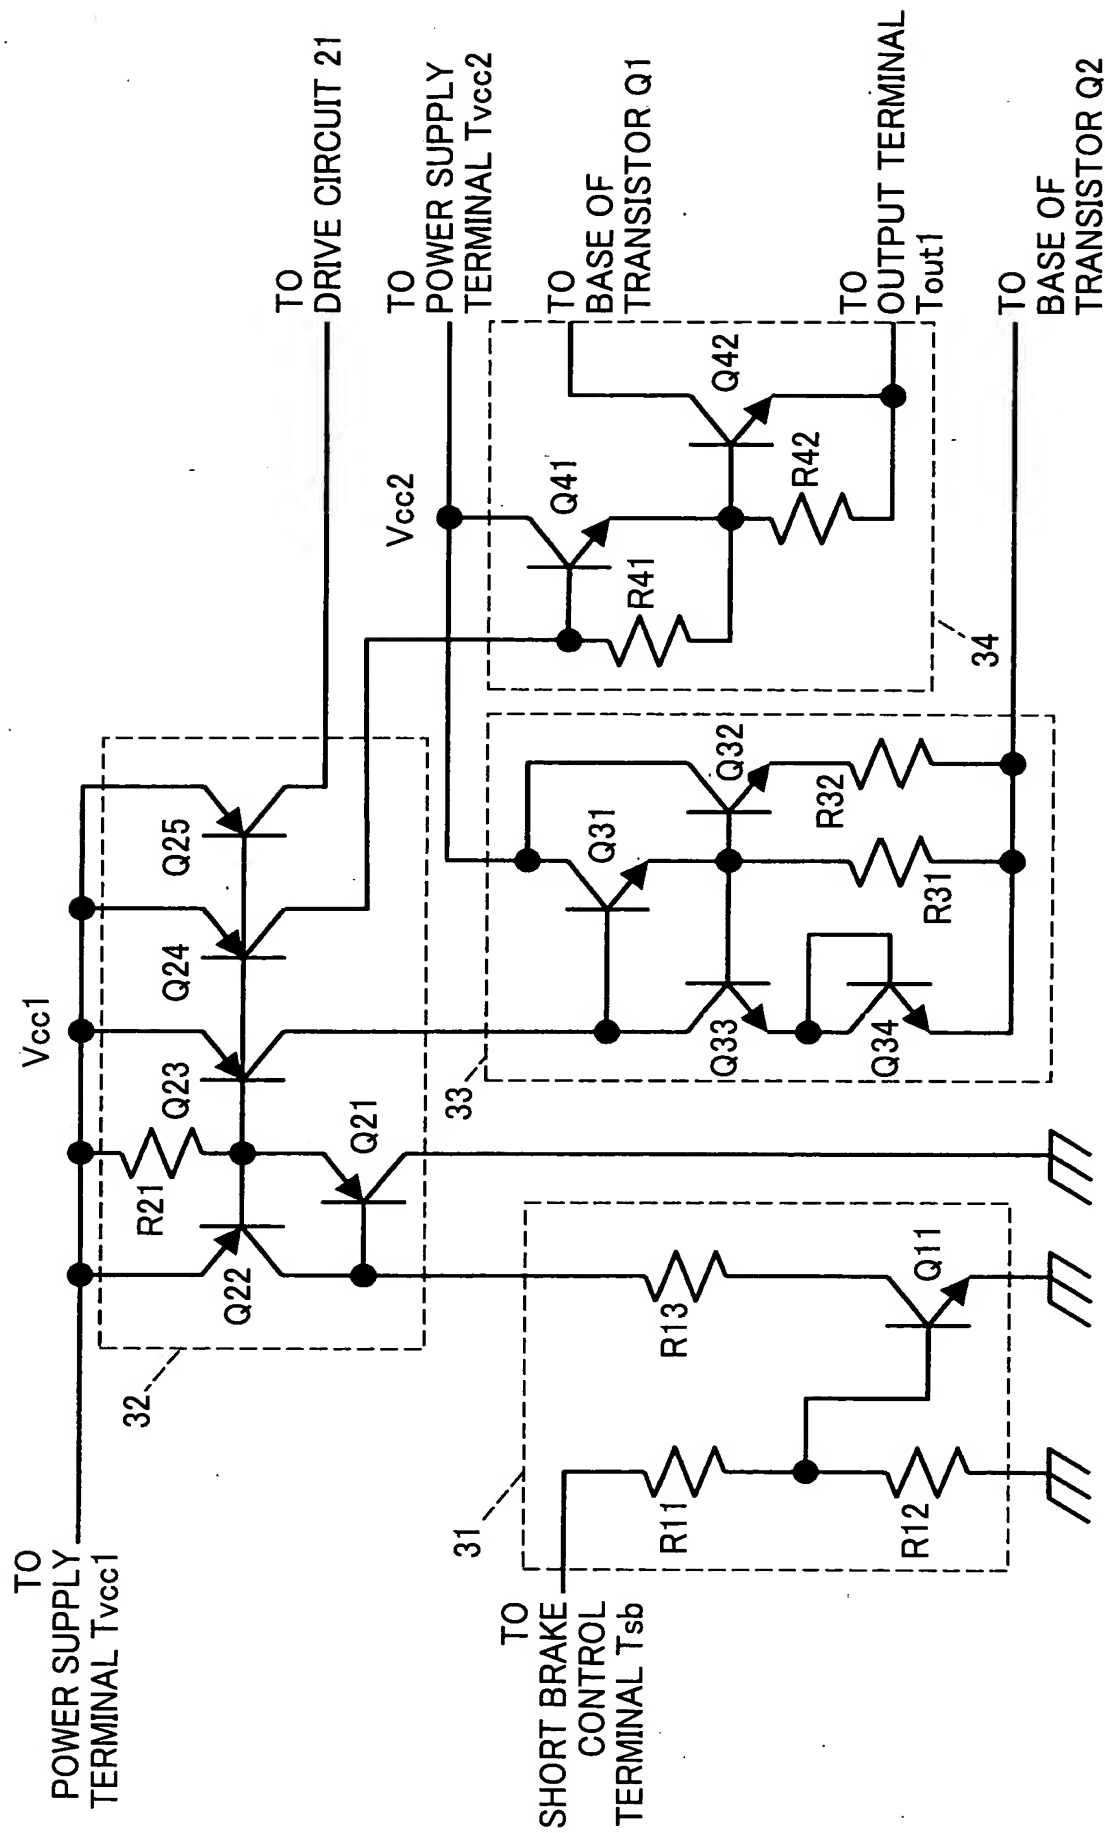 TO
POWER SUPPLY
TERMINAL Tvcc1
Vcc1
TO
DRIVE CIRCUIT 21
32
Q22
R21
Q23
Q24
Q25
Q21
TO
POWER SUPPLY
TERMINAL Tvcc2
Vcc2
TO
SHORT BRAKE
CONTROL
TERMINAL Tsb
31
R11
R12
R13
Q11
33
Q31
Q32
Q33
Q34
R31
R32
34
Q41
Q42
R41
R42
TO
BASE OF
TRANSISTOR Q1
TO
OUTPUT TERMINAL
Tout1
TO
BASE OF
TRANSISTOR Q2